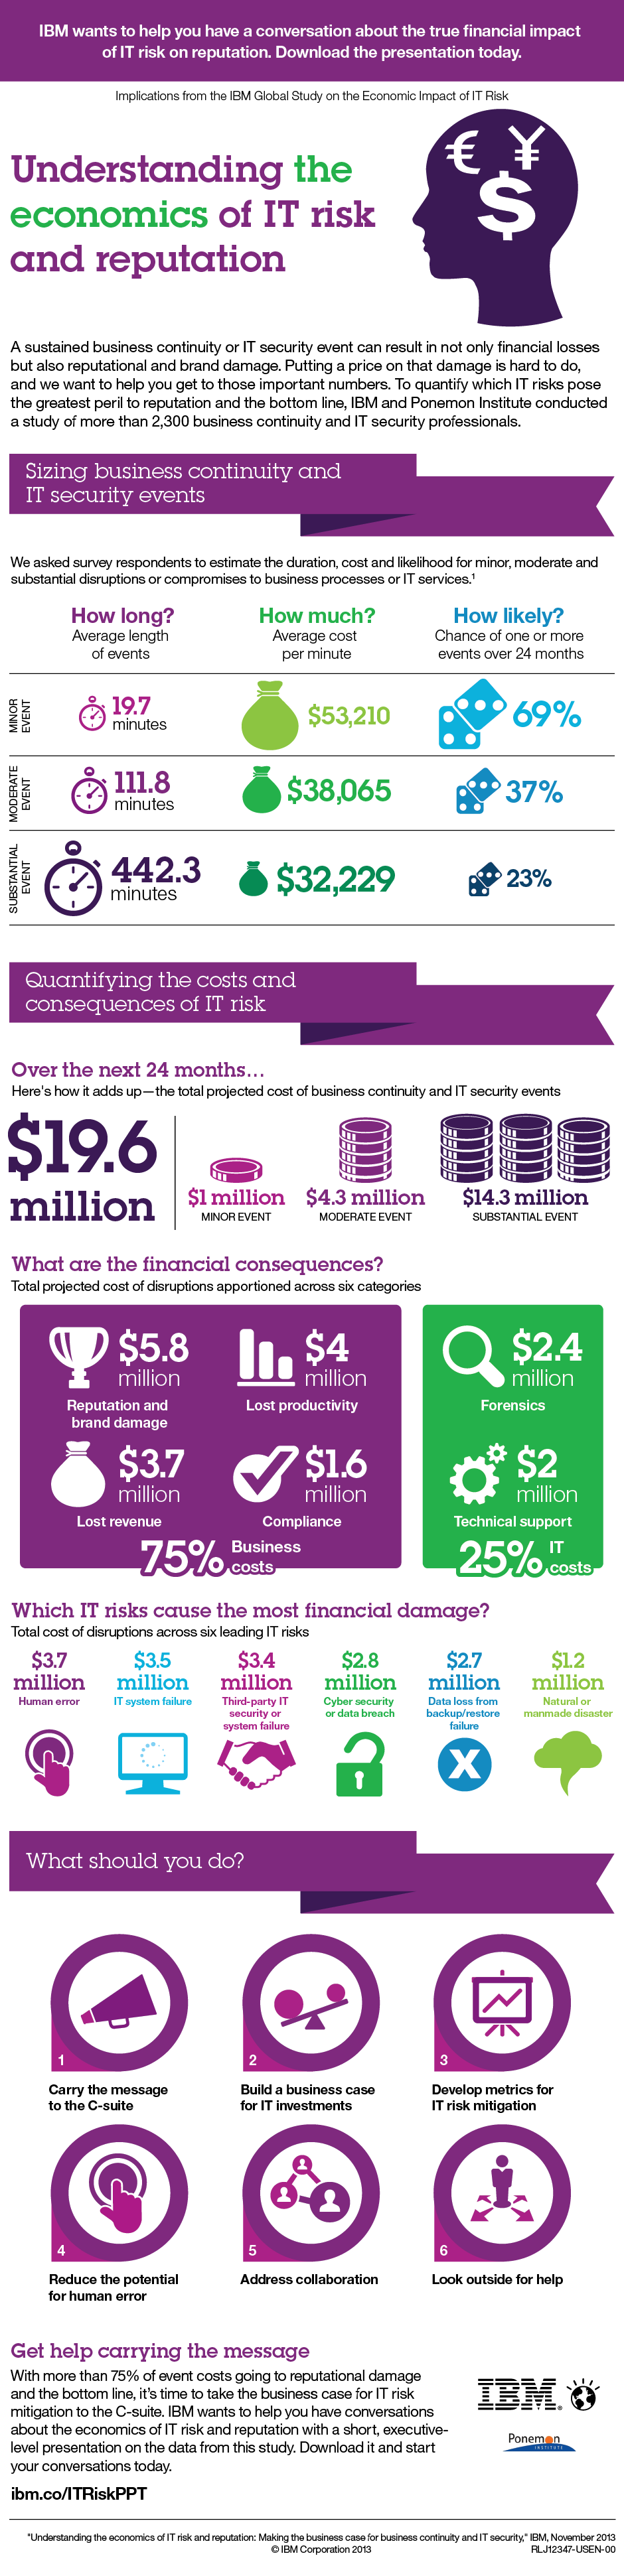 IBM wants to help you have a conversation about the true financial impact
of IT risk on reputation. Download the presentation today.
Implications from the IBM Global Study on the Economic Impact of IT Risk
€ ¥
$
Understanding the
economics of IT risk
and reputation
A sustained business continuity or IT security event can result in not only financial losses
but also reputational and brand damage. Putting a price on that damage is hard to do,
and we want to help you get to those important numbers. To quantify which IT risks pose
the greatest peril to reputation and the bottom line, IBM and Ponemon Institute conducted
a study of more than 2,300 business continuity and IT security professionals.
Sizing business continuity and
IT security events
We asked survey respondents to estimate the duration, cost and likelihood for minor, moderate and
substantial disruptions or compromises to business processes or IT services.¹
How long? How much? How likely?
Average length Average cost Chance of one or more
of events per minute events over 24 months
MINOR
EVENT
19.7
minutes
$53,210
69%
MODERATE
EVENT
111.8
minutes
$38,065
37%
SUBSTANTIAL
EVENT
442.3
minutes
$32,229
23%
Quantifying the costs and
consequences of IT risk
Over the next 24 months...
Here's how it adds up—the total projected cost of business continuity and IT security events
$19.6
million
$1 million $4.3 million $14.3 million
MINOR EVENT MODERATE EVENT SUBSTANTIAL EVENT
What are the financial consequences?
Total projected cost of disruptions apportioned across six categories
$5.8
million
Reputation and
brand damage
$4
million
Lost productivity
$3.7
million
Lost revenue
$1.6
million
Compliance
75% Business
costs
$2.4
million
Forensics
$2
million
Technical support
25% IT
costs
Which IT risks cause the most financial damage?
Total cost of disruptions across six leading IT risks
$3.7
million
Human error
$3.5
million
IT system failure
$3.4
million
Third-party IT
security or
system failure
$2.8
million
Cyber security
or data breach
$2.7
million
Data loss from
backup/restore
failure
X
$1.2
million
Natural or
manmade disaster
What should you do?
1
Carry the message
to the C-suite
2
Build a business case
for IT investments
3
Develop metrics for
IT risk mitigation
4
Reduce the potential
for human error
5
Address collaboration
6
Look outside for help
Get help carrying the message
With more than 75% of event costs going to reputational damage
and the bottom line, it's time to take the business case for IT risk
mitigation to the C-suite. IBM wants to help you have conversations
about the economics of IT risk and reputation with a short, executive-
level presentation on the data from this study. Download it and start
your conversations today.
ibm.co/ITRiskPPT
IBM®
Ponemon
INSTITUTE
"Understanding the economics of IT risk and reputation: Making the business case for business continuity and IT security," IBM, November 2013
© IBM Corporation 2013
RLJ12347-USEN-00